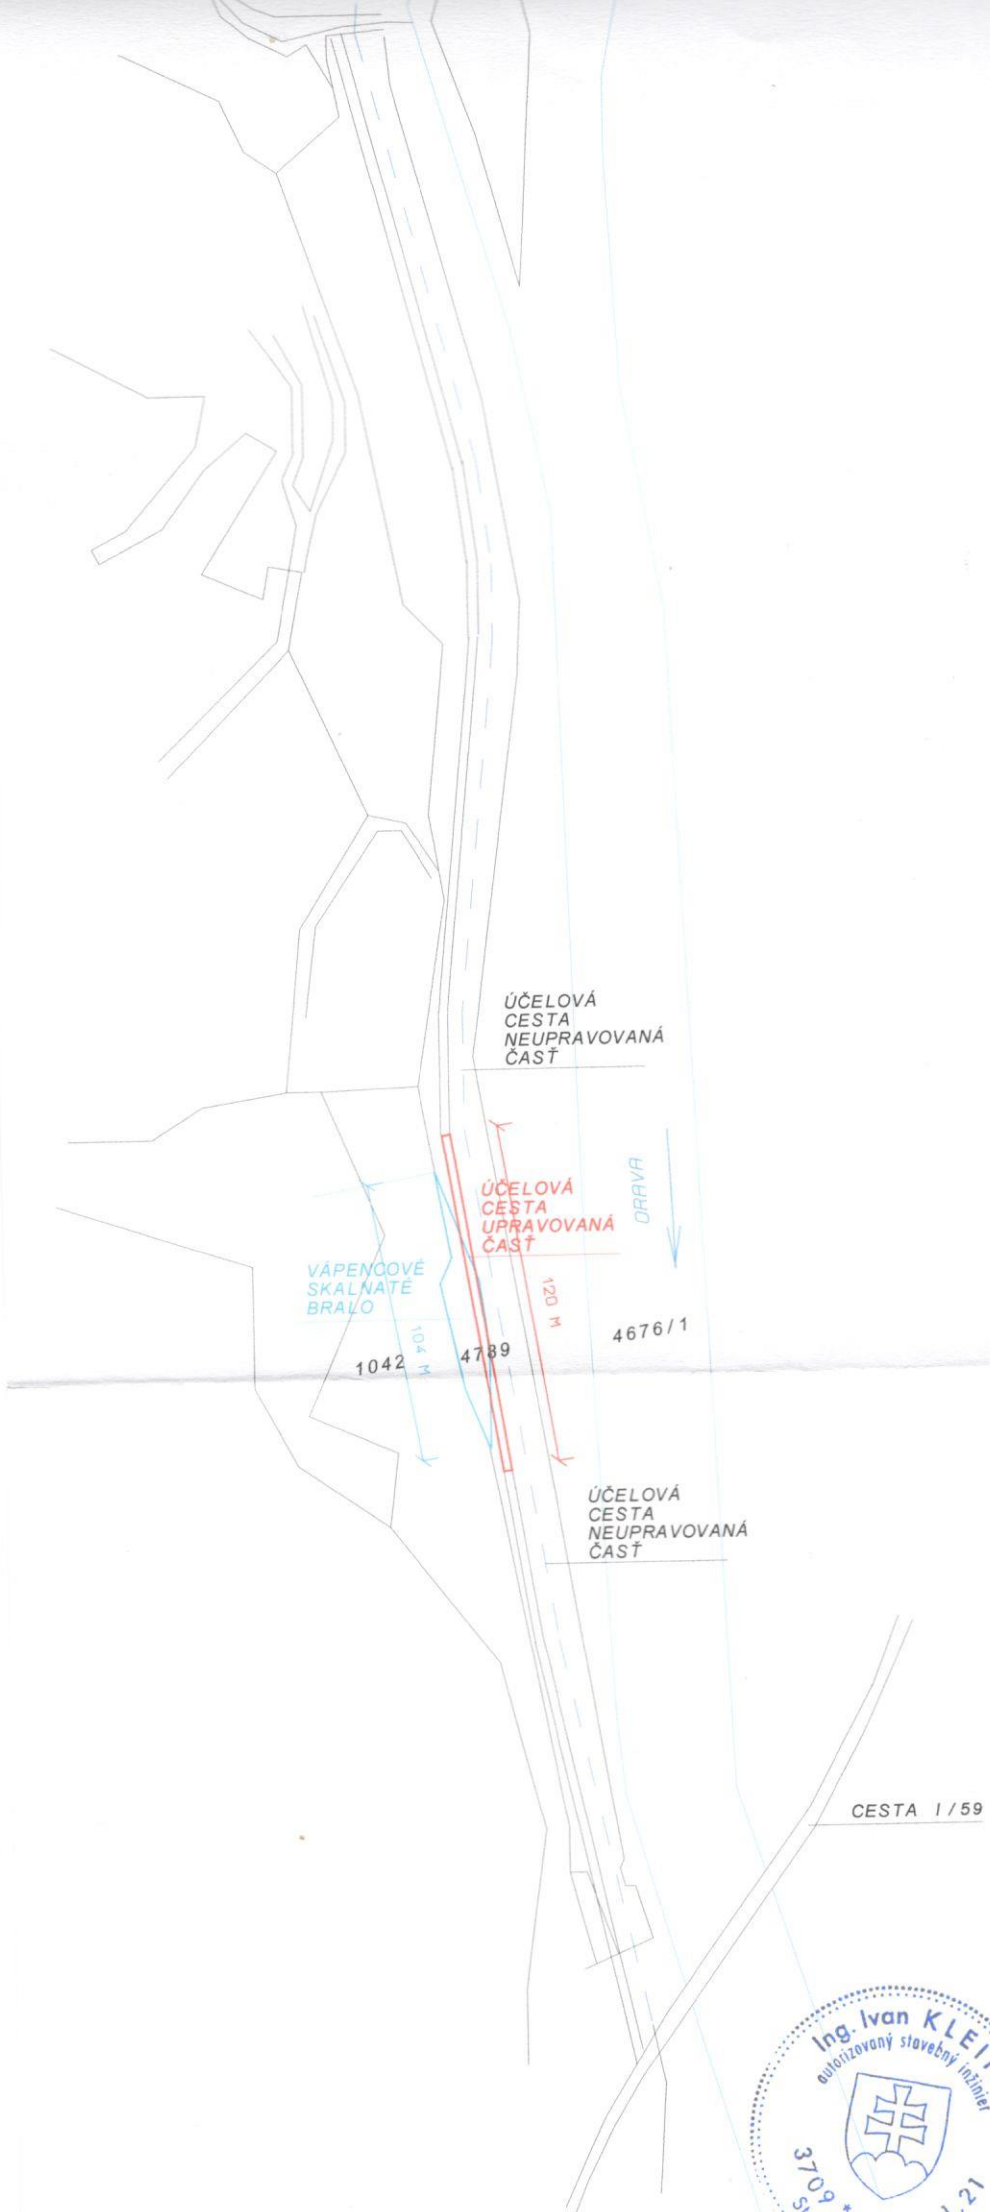 ÚČELOVÁ
CESTA
NEUPRAVOVANÁ
ČASŤ
ÚČELOVÁ
CESTA
UPRAVOVANÁ
ČASŤ
ORAVA
VÁPENCOVÉ
SKALNATÉ
BRALO
120 M
104 M
4676/1
1042
4789
ÚČELOVÁ
CESTA
NEUPRAVOVANÁ
ČASŤ
CESTA I/59
Ing. Ivan
autorizovaný stavebný inžinier
3709 *